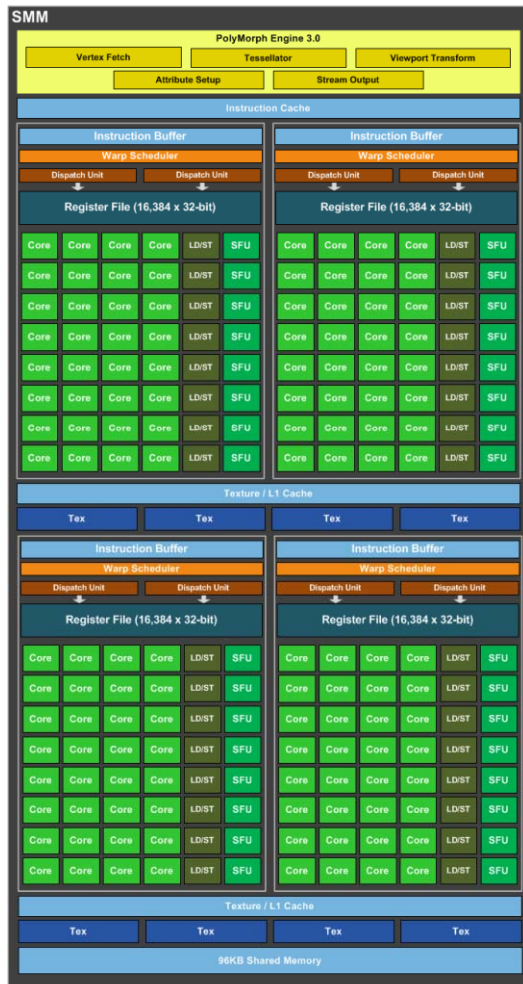 SMM
PolyMorph Engine 3.0
Vertex Fetch Tessellator Viewport Transform
Attribute Setup Stream Output
Instruction Cache
Instruction Buffer Instruction Buffer
Warp Scheduler Warp Scheduler
Dispatch Unit Dispatch Unit Dispatch Unit Dispatch Unit
Register File (16,384 x 32-bit) Register File (16,384 x 32-bit)
Core Core Core Core LD/ST SFU Core Core Core Core LD/ST SFU
Core Core Core Core LD/ST SFU Core Core Core Core LD/ST SFU
Core Core Core Core LD/ST SFU Core Core Core Core LD/ST SFU
Core Core Core Core LD/ST SFU Core Core Core Core LD/ST SFU
Core Core Core Core LD/ST SFU Core Core Core Core LD/ST SFU
Core Core Core Core LD/ST SFU Core Core Core Core LD/ST SFU
Core Core Core Core LD/ST SFU Core Core Core Core LD/ST SFU
Core Core Core Core LD/ST SFU Core Core Core Core LD/ST SFU
Texture / L1 Cache
Tex Tex Tex Tex
Instruction Buffer Instruction Buffer
Warp Scheduler Warp Scheduler
Dispatch Unit Dispatch Unit Dispatch Unit Dispatch Unit
Register File (16,384 x 32-bit) Register File (16,384 x 32-bit)
Core Core Core Core LD/ST SFU Core Core Core Core LD/ST SFU
Core Core Core Core LD/ST SFU Core Core Core Core LD/ST SFU
Core Core Core Core LD/ST SFU Core Core Core Core LD/ST SFU
Core Core Core Core LD/ST SFU Core Core Core Core LD/ST SFU
Core Core Core Core LD/ST SFU Core Core Core Core LD/ST SFU
Core Core Core Core LD/ST SFU Core Core Core Core LD/ST SFU
Core Core Core Core LD/ST SFU Core Core Core Core LD/ST SFU
Core Core Core Core LD/ST SFU Core Core Core Core LD/ST SFU
Texture / L1 Cache
Tex Tex Tex Tex
96KB Shared Memory